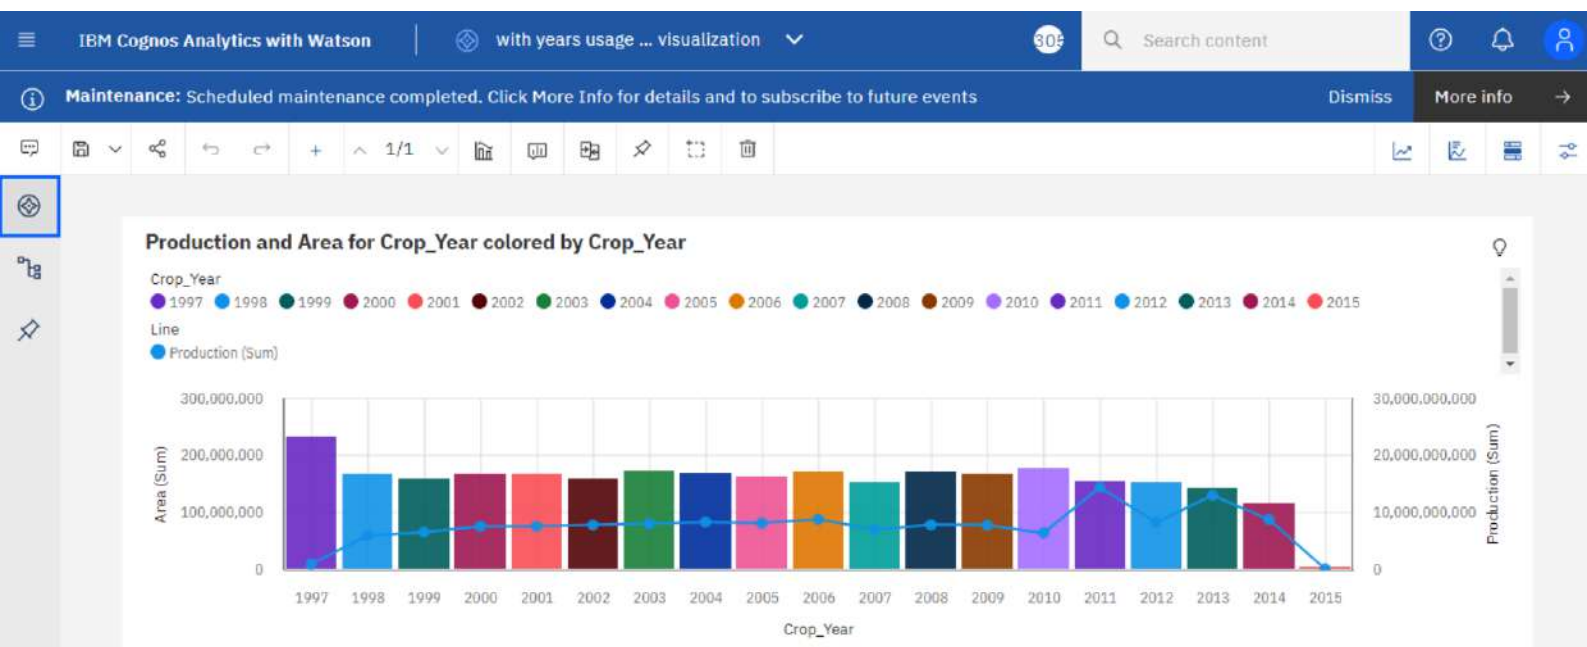 IBM Cognos Analytics with Watson
with years usage ... visualization
Search content
Maintenance: Scheduled maintenance completed. Click More Info for details and to subscribe to future events
Dismiss
More info
1/1
Production and Area for Crop_Year colored by Crop_Year
Crop_Year
1997 1998 1999 2000 2001 2002 2003 2004 2005 2006 2007 2008 2009 2010 2011 2012 2013 2014 2015
Line
Production (Sum)
300,000,000
200,000,000
100,000,000
0
Area (Sum)
30,000,000,000
20,000,000,000
10,000,000,000
0
Production (Sum)
1997 1998 1999 2000 2001 2002 2003 2004 2005 2006 2007 2008 2009 2010 2011 2012 2013 2014 2015
Crop_Year